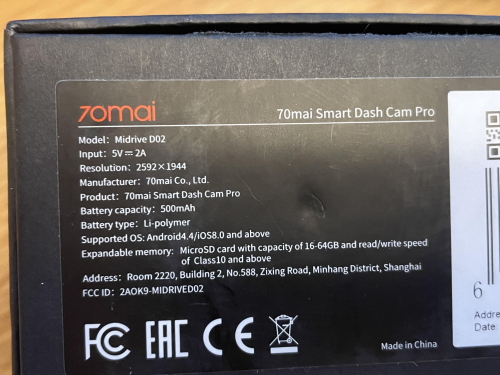 70mai
70mai Smart Dash Cam Pro
Model: Midrive D02
Input: 5V⎓2A
Resolution: 2592×1944
Manufacturer: 70mai Co., Ltd.
Product: 70mai Smart Dash Cam Pro
Battery capacity: 500mAh
Battery type: Li-polymer
Supported OS: Android4.4/iOS8.0 and above
Expandable memory: MicroSD card with capacity of 16-64GB and read/write speed
of Class10 and above
Address: Room 2220, Building 2, No.588, Zixing Road, Minhang District, Shanghai
FCC ID: 2AOK9-MIDRIVED02
FC EAC CE
Made in China
6
Addre
Date: